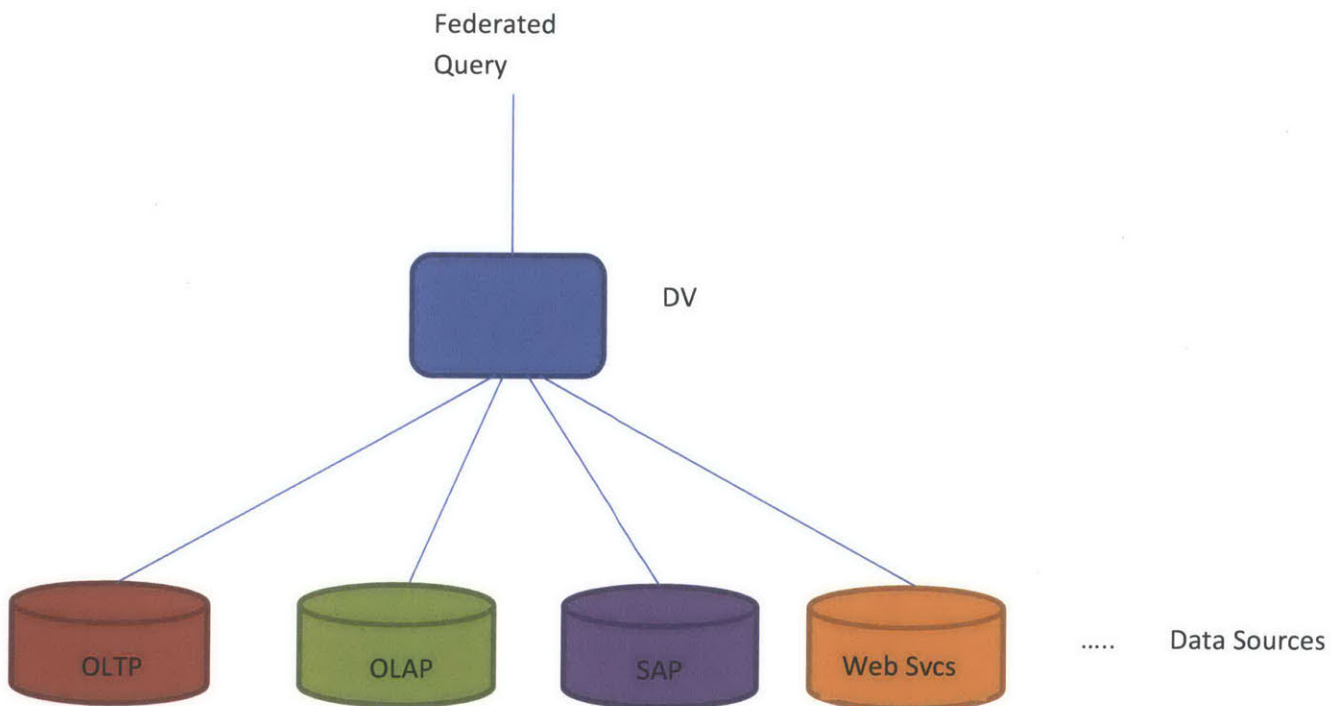 Federated
Query
DV
OLTP
OLAP
SAP
Web Svcs
..... Data Sources